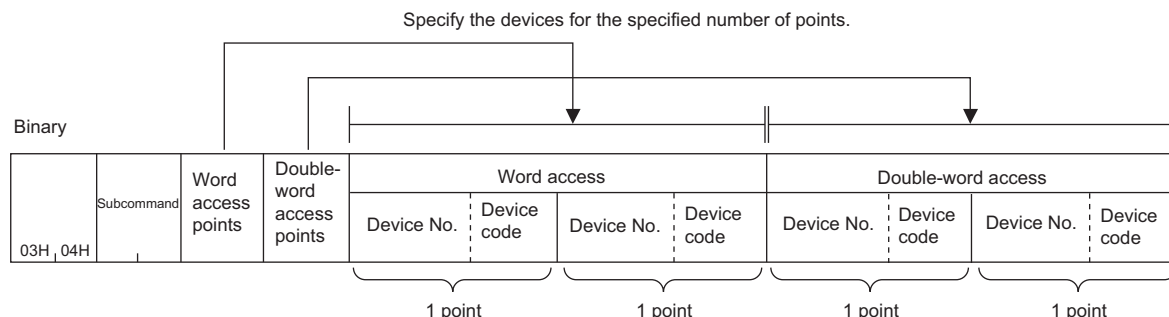 Specify the devices for the specified number of points.
Binary
03H 04H
Subcommand
Word
access
points
Double-
word
access
points
Word access
Device No.
Device
code
Device No.
Device
code
Double-word access
Device No.
Device
code
Device No.
Device
code
1 point
1 point
1 point
1 point